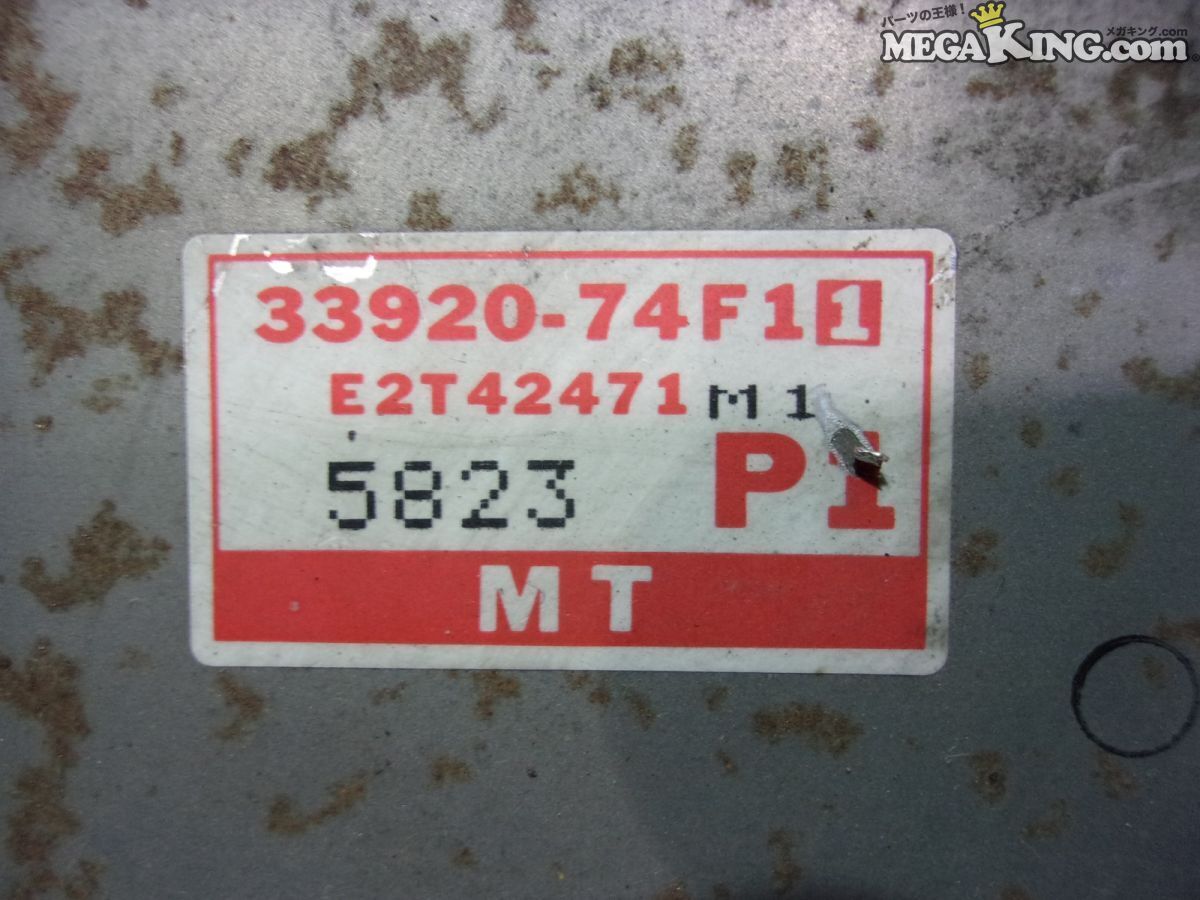 パーツの王様!
メガキング.com
MEGAKING.com
33920-74F11
E2T42471 M1
5823 P1
MT